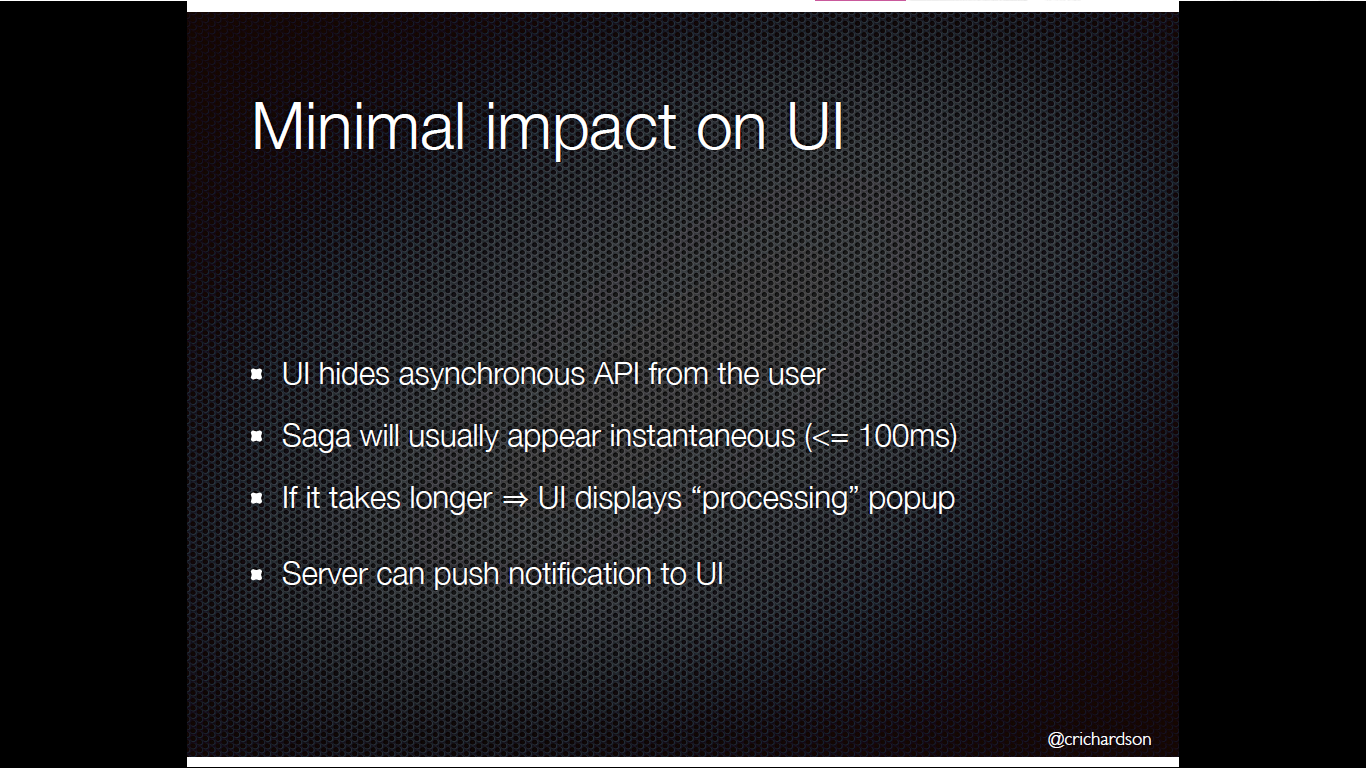 Minimal impact on UI
UI hides asynchronous API from the user
Saga will usually appear instantaneous (<= 100ms)
If it takes longer ⇒ UI displays “processing” popup
Server can push notification to UI
@crichardson